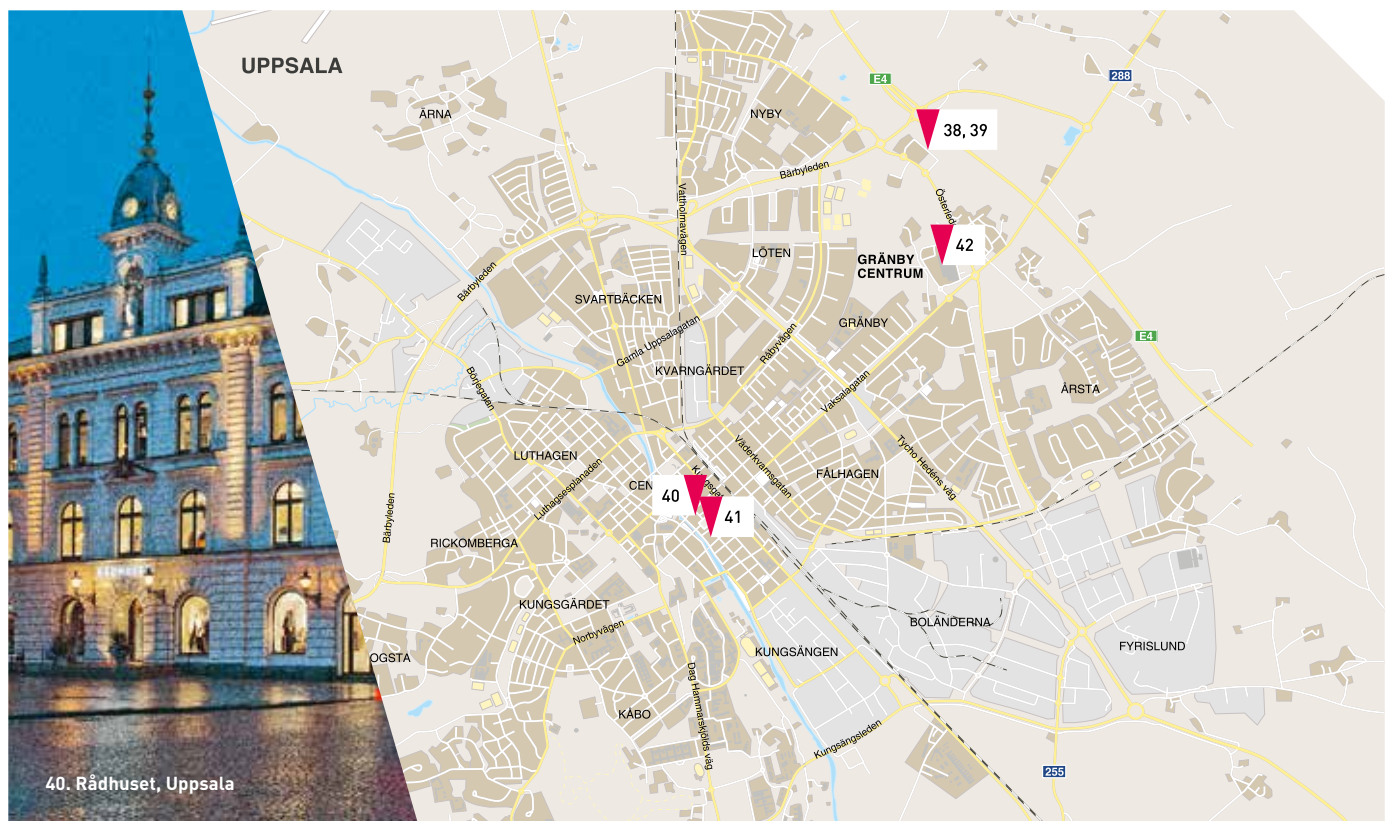 UPPSALA
E4
288
ÄRNA
NYBY
38, 39
Bärbyleden
Vattholmavägen
Österled
42
LÖTEN
GRÄNBY
CENTRUM
Bärbyleden
SVARTBÄCKEN
GRÄNBY
Gamla Uppsalagatan
Råbyvägen
E4
KVARNGÄRDET
Börjegatan
Vaksalagatan
ÅRSTA
LUTHAGEN
Väderkvarnsgatan
Tycho Hedéns väg
FÅLHAGEN
Luthagsesplanaden
CEN
40
41
Bärbyleden
RICKOMBERGA
KUNGSGÄRDET
Norbyvägen
BOLÄNDERNA
FYRISLUND
KUNGSÄNGEN
OGSTA
Dag Hammarskjölds väg
KÅBO
Kungsängsleden
255
40. Rådhuset, Uppsala